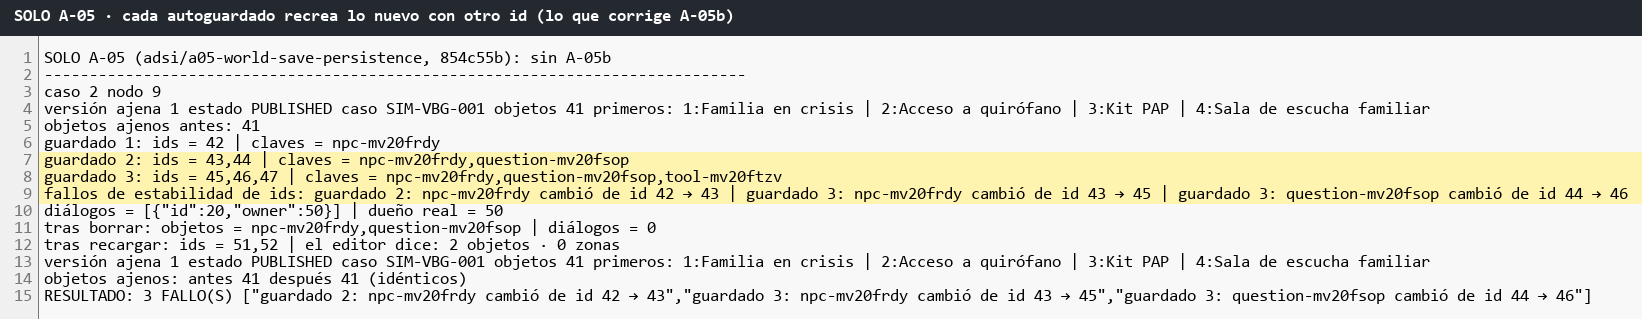 SOLO A-05 · cada autoguardado recrea lo nuevo con otro id (lo que corrige A-05b)
1 SOLO A-05 (adsi/a05-world-save-persistence, 854c55b): sin A-05b
2 --------------------------------------------------------------------------
3 caso 2 nodo 9
4 versión ajena 1 estado PUBLISHED caso SIM-VBG-001 objetos 41 primeros: 1:Familia en crisis | 2:Acceso a quirófano | 3:Kit PAP | 4:Sala de escucha familiar
5 objetos ajenos antes: 41
6 guardado 1: ids = 42 | claves = npc-mv20frdy
7 guardado 2: ids = 43,44 | claves = npc-mv20frdy,question-mv20fsop
8 guardado 3: ids = 45,46,47 | claves = npc-mv20frdy,question-mv20fsop,tool-mv20ftzv
9 fallos de estabilidad de ids: guardado 2: npc-mv20frdy cambió de id 42 → 43 | guardado 3: npc-mv20frdy cambió de id 43 → 45 | guardado 3: question-mv20fsop cambió de id 44 → 46
10 diálogos = [{"id":20,"owner":50}] | dueño real = 50
11 tras borrar: objetos = npc-mv20frdy,question-mv20fsop | diálogos = 0
12 tras recargar: ids = 51,52 | el editor dice: 2 objetos · 0 zonas
13 versión ajena 1 estado PUBLISHED caso SIM-VBG-001 objetos 41 primeros: 1:Familia en crisis | 2:Acceso a quirófano | 3:Kit PAP | 4:Sala de escucha familiar
14 objetos ajenos: antes 41 después 41 (idénticos)
15 RESULTADO: 3 FALLO(S) ["guardado 2: npc-mv20frdy cambió de id 42 → 43","guardado 3: npc-mv20frdy cambió de id 43 → 45","guardado 3: question-mv20fsop cambió de id 44 → 46"]